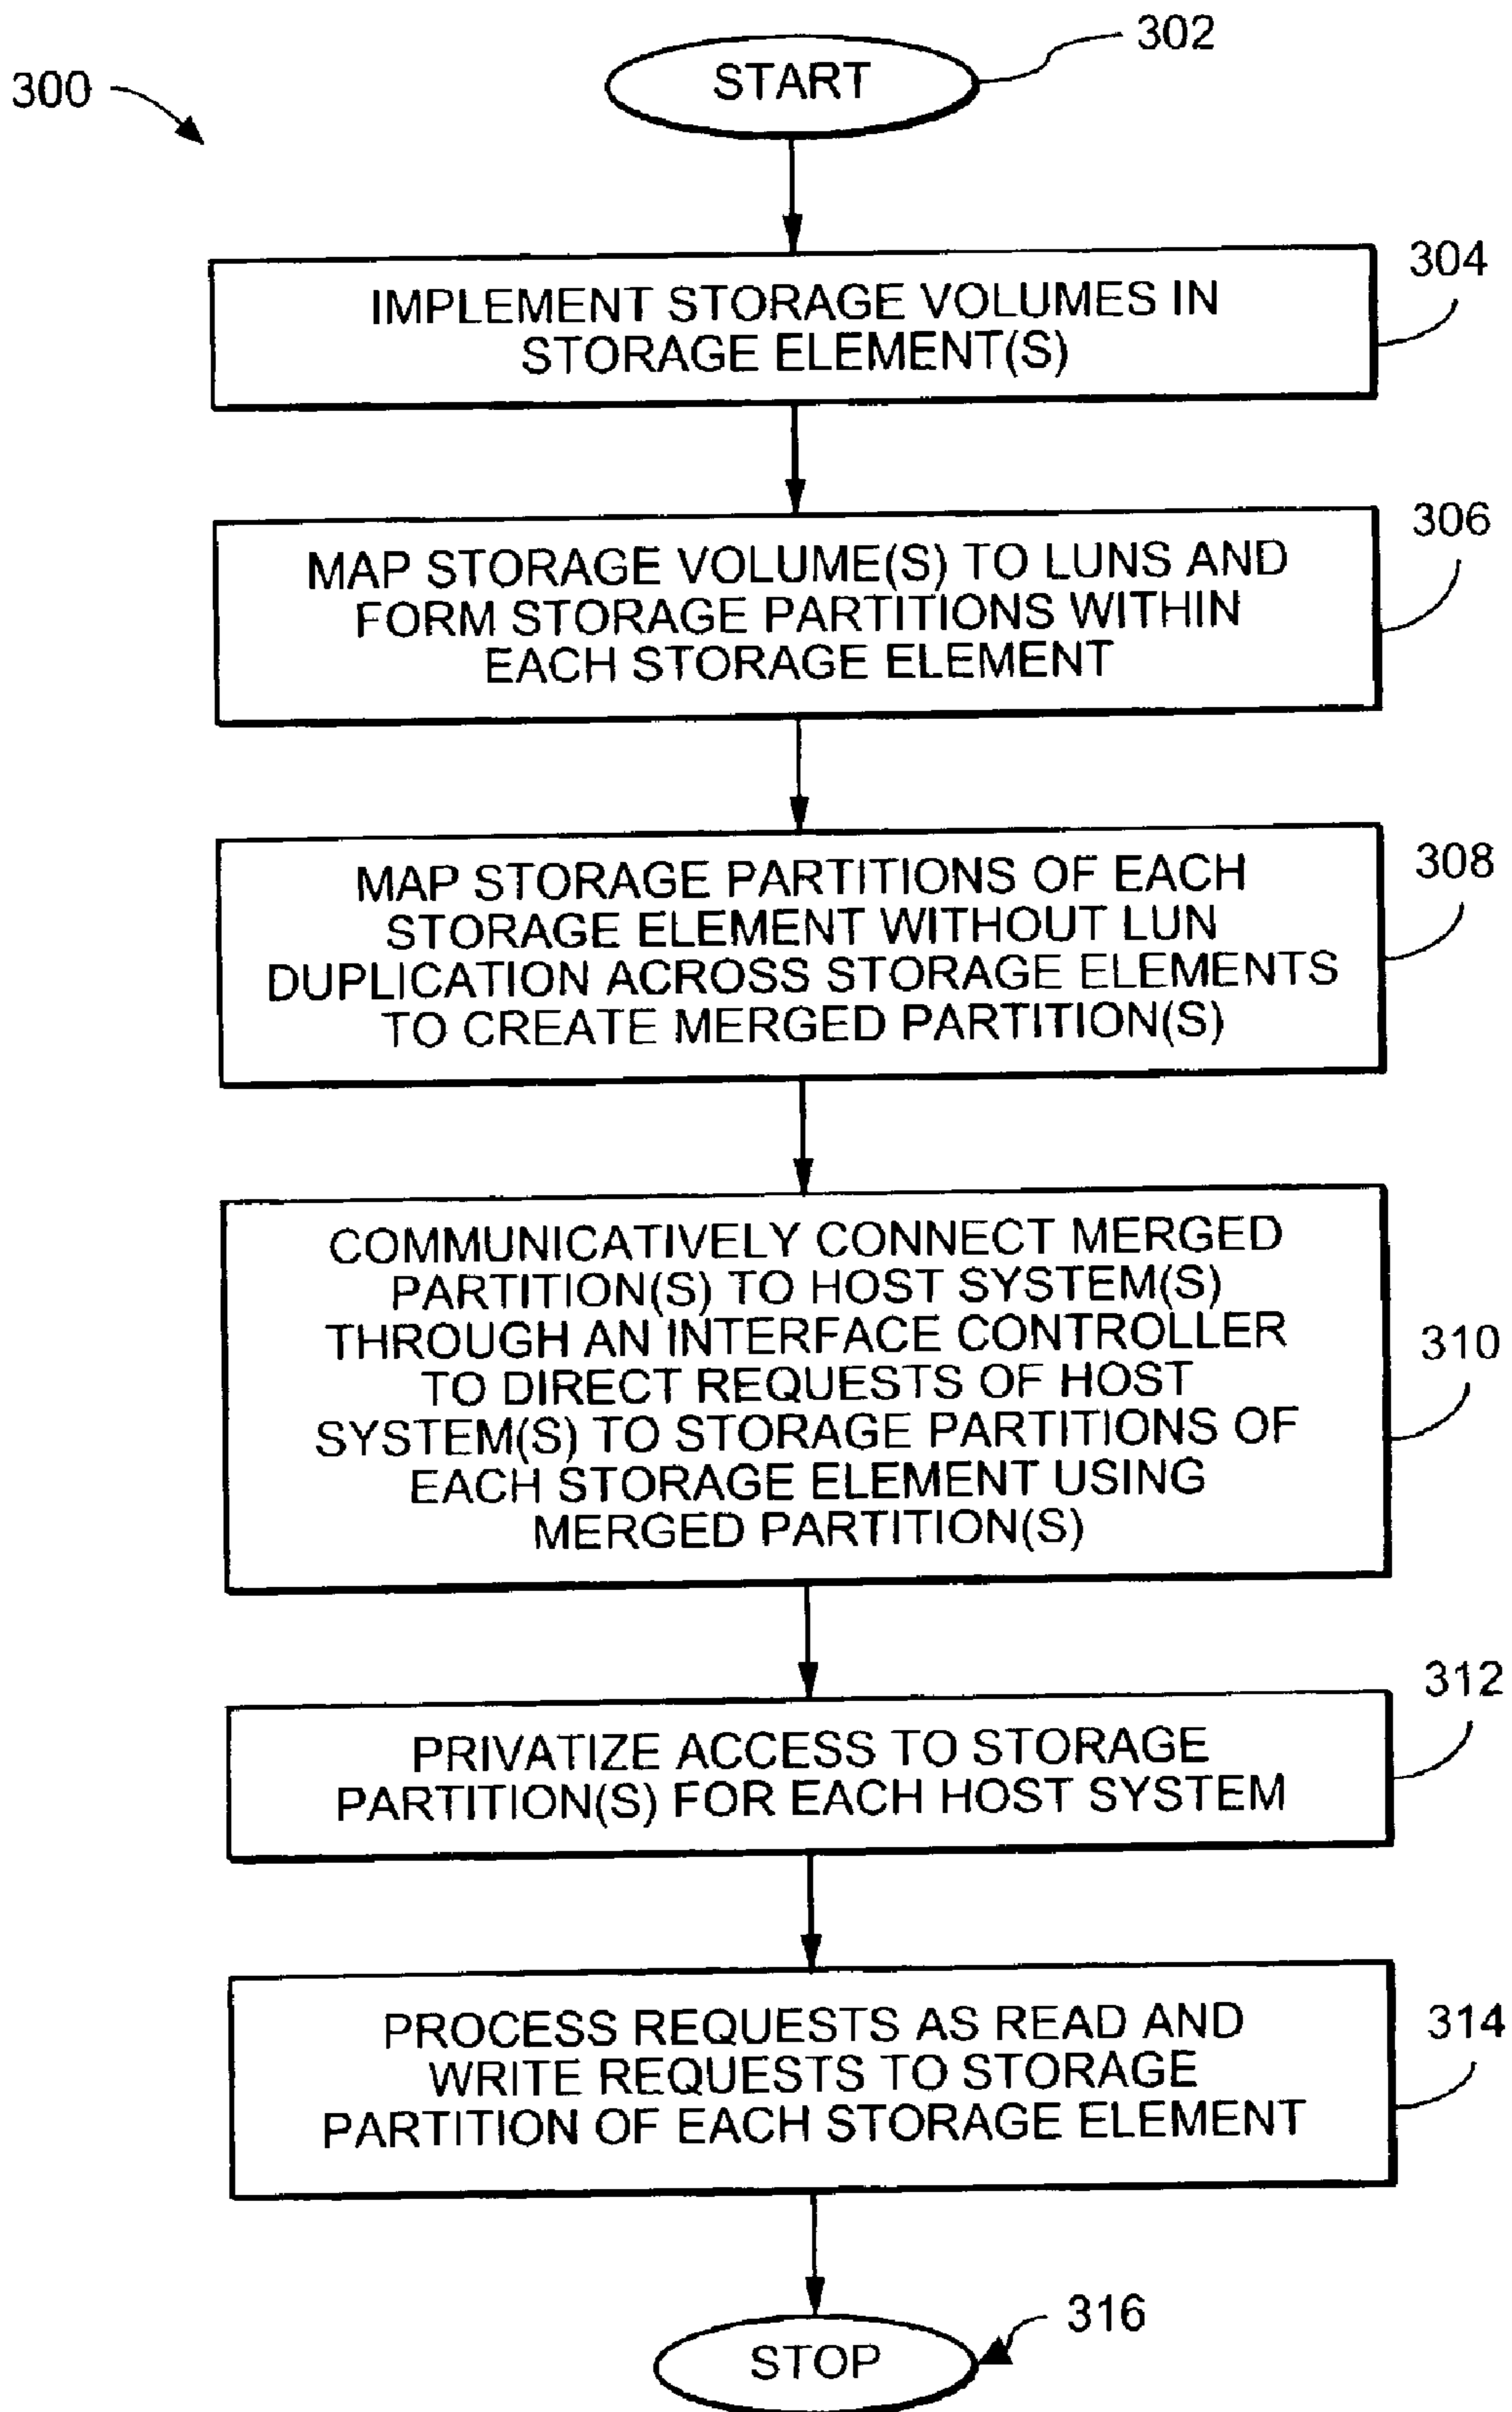 302
START
300
304
IMPLEMENT STORAGE VOLUMES IN
STORAGE ELEMENT(S)
306
MAP STORAGE VOLUME(S) TO LUNS AND
FORM STORAGE PARTITIONS WITHIN
EACH STORAGE ELEMENT
308
MAP STORAGE PARTITIONS OF EACH
STORAGE ELEMENT WITHOUT LUN
DUPLICATION ACROSS STORAGE ELEMENTS
TO CREATE MERGED PARTITION(S)
COMMUNICATIVELY CONNECT MERGED
PARTITION(S) TO HOST SYSTEM(S)
THROUGH AN INTERFACE CONTROLLER
310
TO DIRECT REQUESTS OF HOST
SYSTEM(S) TO STORAGE PARTITIONS OF
EACH STORAGE ELEMENT USING
MERGED PARTITION(S)
312
PRIVATIZE ACCESS TO STORAGE
PARTITION(S) FOR EACH HOST SYSTEM
314
PROCESS REQUESTS AS READ AND
WRITE REQUESTS TO STORAGE
PARTITION OF EACH STORAGE ELEMENT
316
STOP